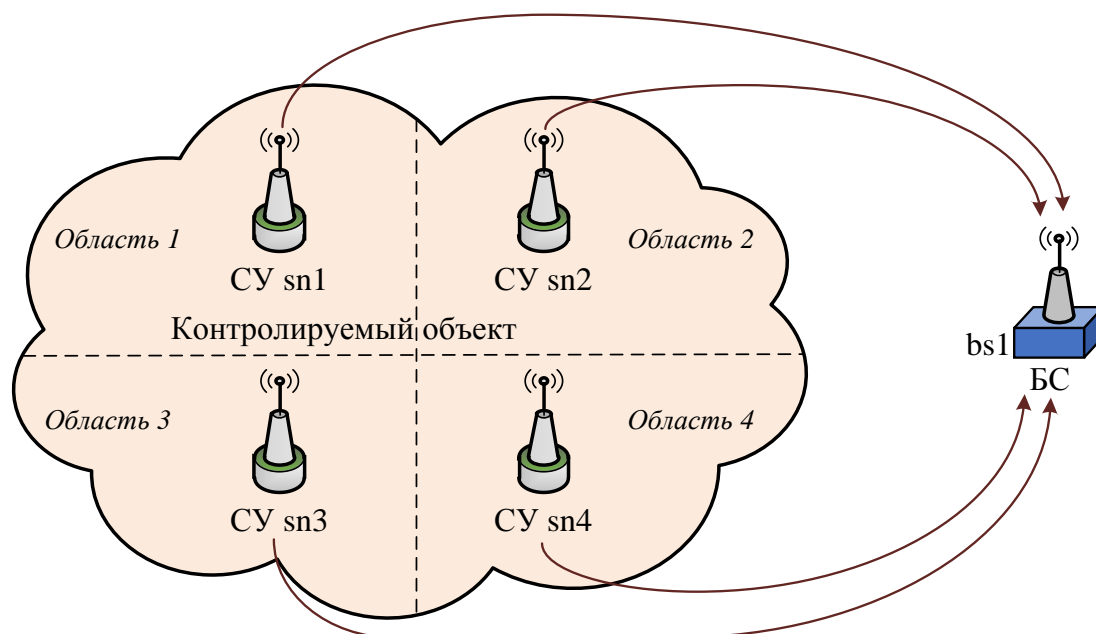 Область 1
Область 2
СУ sn1
СУ sn2
Контролируемый объект
bs1
БС
Область 3
Область 4
СУ sn3
СУ sn4